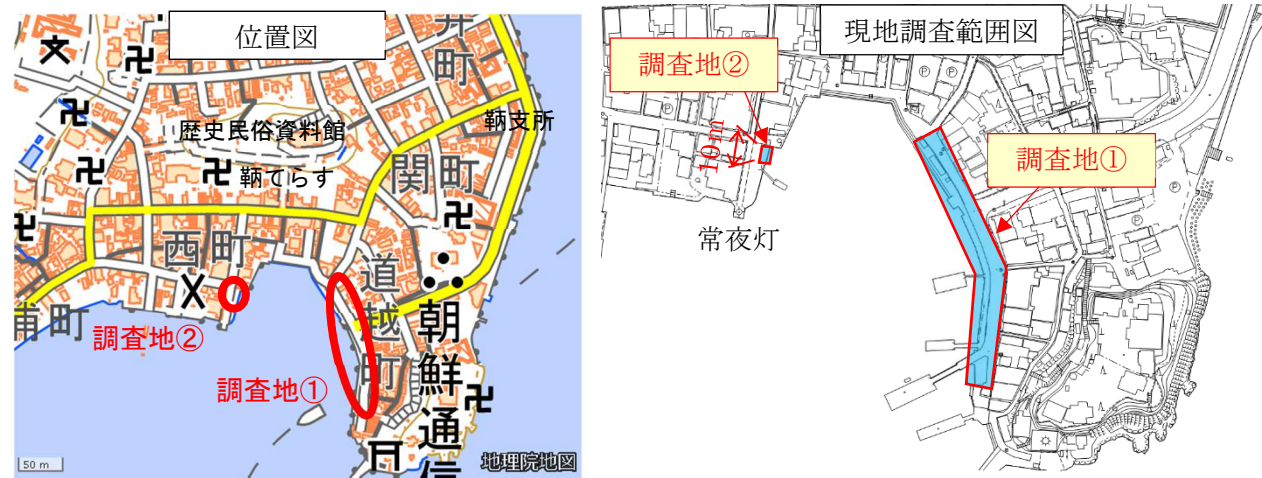 位置図
井町
鞆支所
歴史民俗資料館
関町
鞆てらす
西町
道越町
朝鮮通信
浦町
調査地②
調査地①
50 m
地理院地図
現地調査範囲図
調査地②
10m
調査地①
常夜灯
P
P
P
P
P